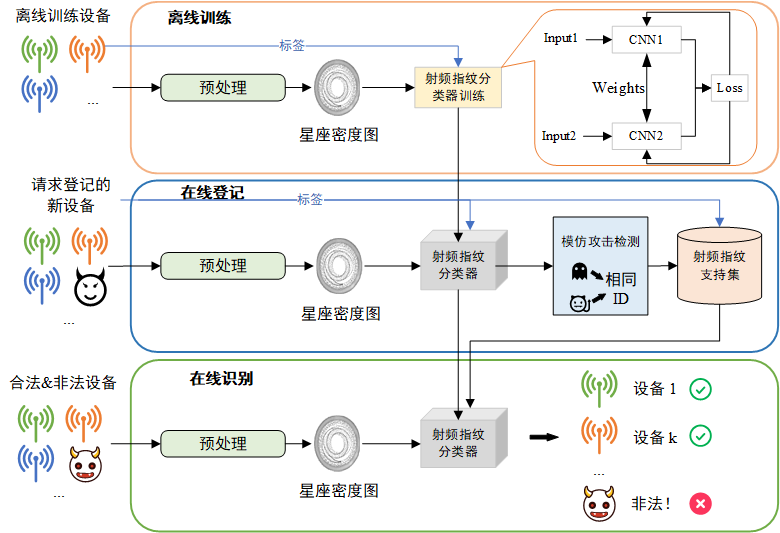 离线训练设备
离线训练
标签
...
预处理
星座密度图
射频指纹分
类器训练
Input1
CNN1
Weights
Loss
Input2
CNN2
请求登记的
新设备
在线登记
标签
...
预处理
星座密度图
射频指纹
分类器
模仿攻击检测
相同
ID
射频指纹
支持集
合法&非法设备
在线识别
...
预处理
星座密度图
射频指纹
分类器
设备 1
设备 k
...
非法！